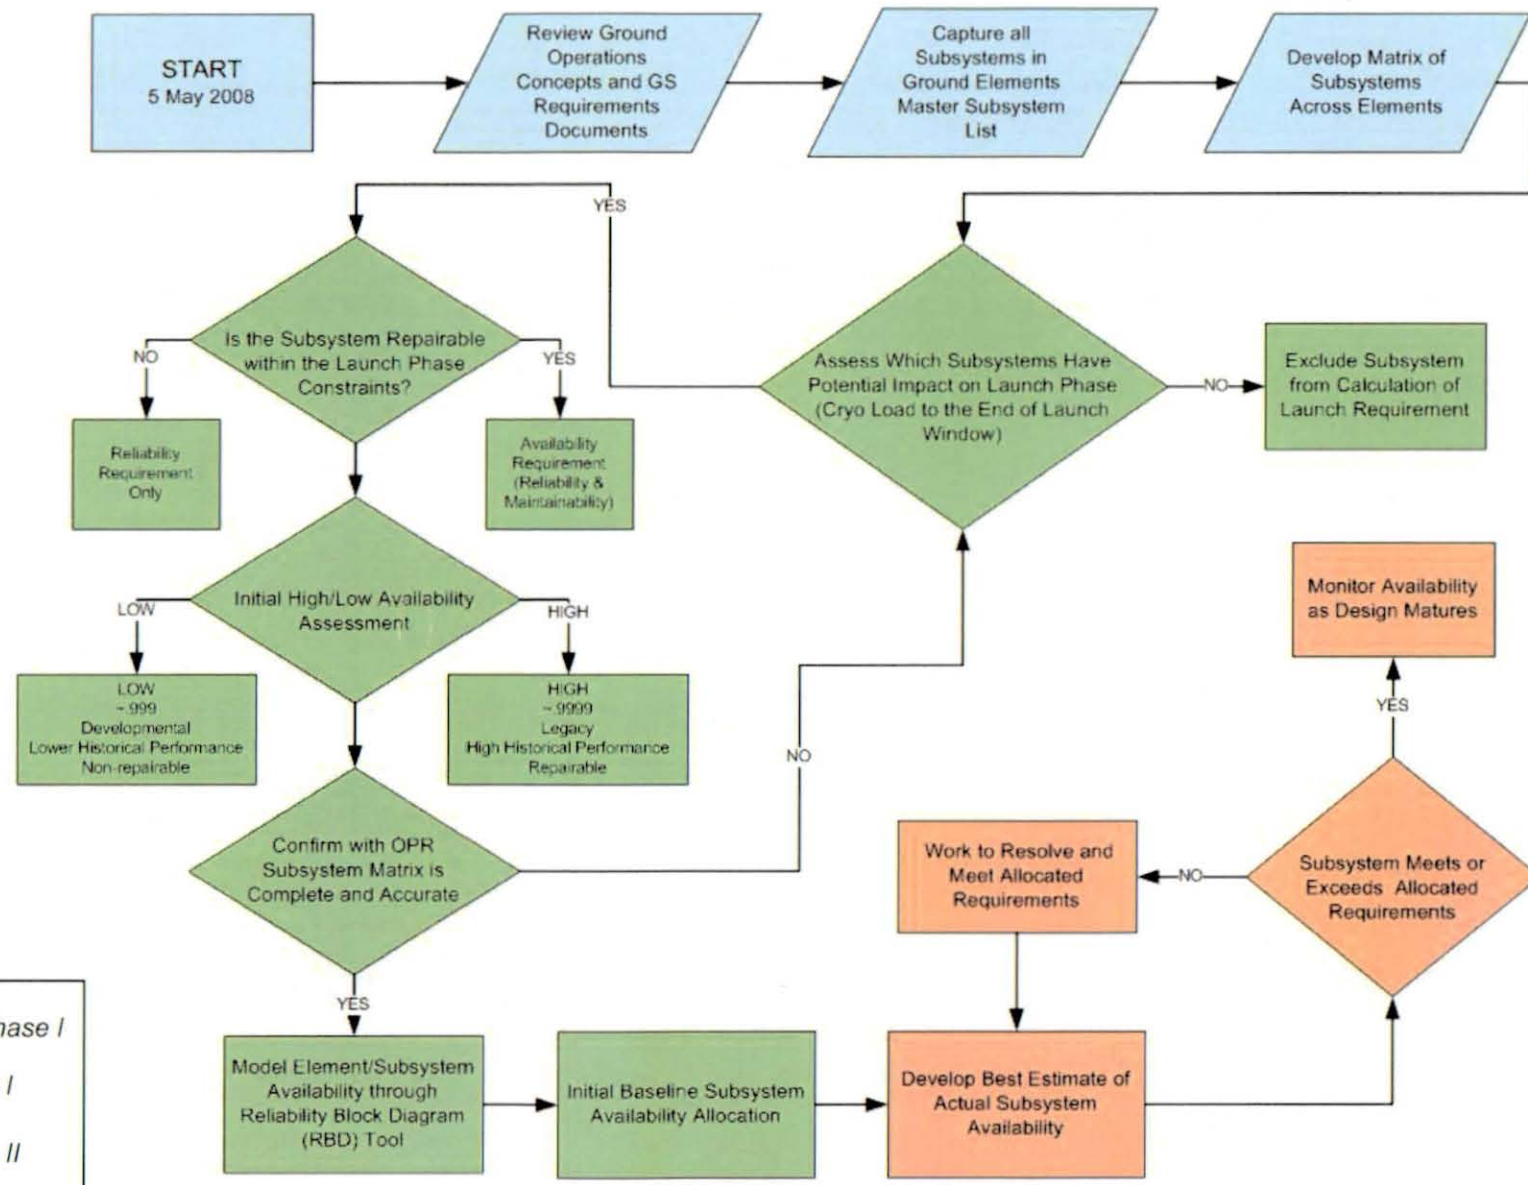 START
5 May 2008
Review Ground
Operations
Concepts and GS
Requirements
Documents
Capture all
Subsystems in
Ground Elements
Master Subsystem
List
Develop Matrix of
Subsystems
Across Elements
YES
Is the Subsystem Repairable
within the Launch Phase
Constraints?
NO
YES
Reliability
Requirement
Only
Availability
Requirement
(Reliability &
Maintainability)
Assess Which Subsystems Have
Potential Impact on Launch Phase
(Cryo Load to the End of Launch
Window)
NO
Exclude Subsystem
from Calculation of
Launch Requirement
Initial High/Low Availability
Assessment
LOW
HIGH
LOW
~.999
Developmental
Lower Historical Performance
Non-repairable
HIGH
~.9999
Legacy
High Historical Performance
Repairable
NO
Confirm with OPR
Subsystem Matrix is
Complete and Accurate
YES
Monitor Availability
as Design Matures
YES
Work to Resolve and
Meet Allocated
Requirements
NO
Subsystem Meets or
Exceeds Allocated
Requirements
Model Element/Subsystem
Availability through
Reliability Block Diagram
(RBD) Tool
Initial Baseline Subsystem
Availability Allocation
Develop Best Estimate of
Actual Subsystem
Availability
hase I
I
II